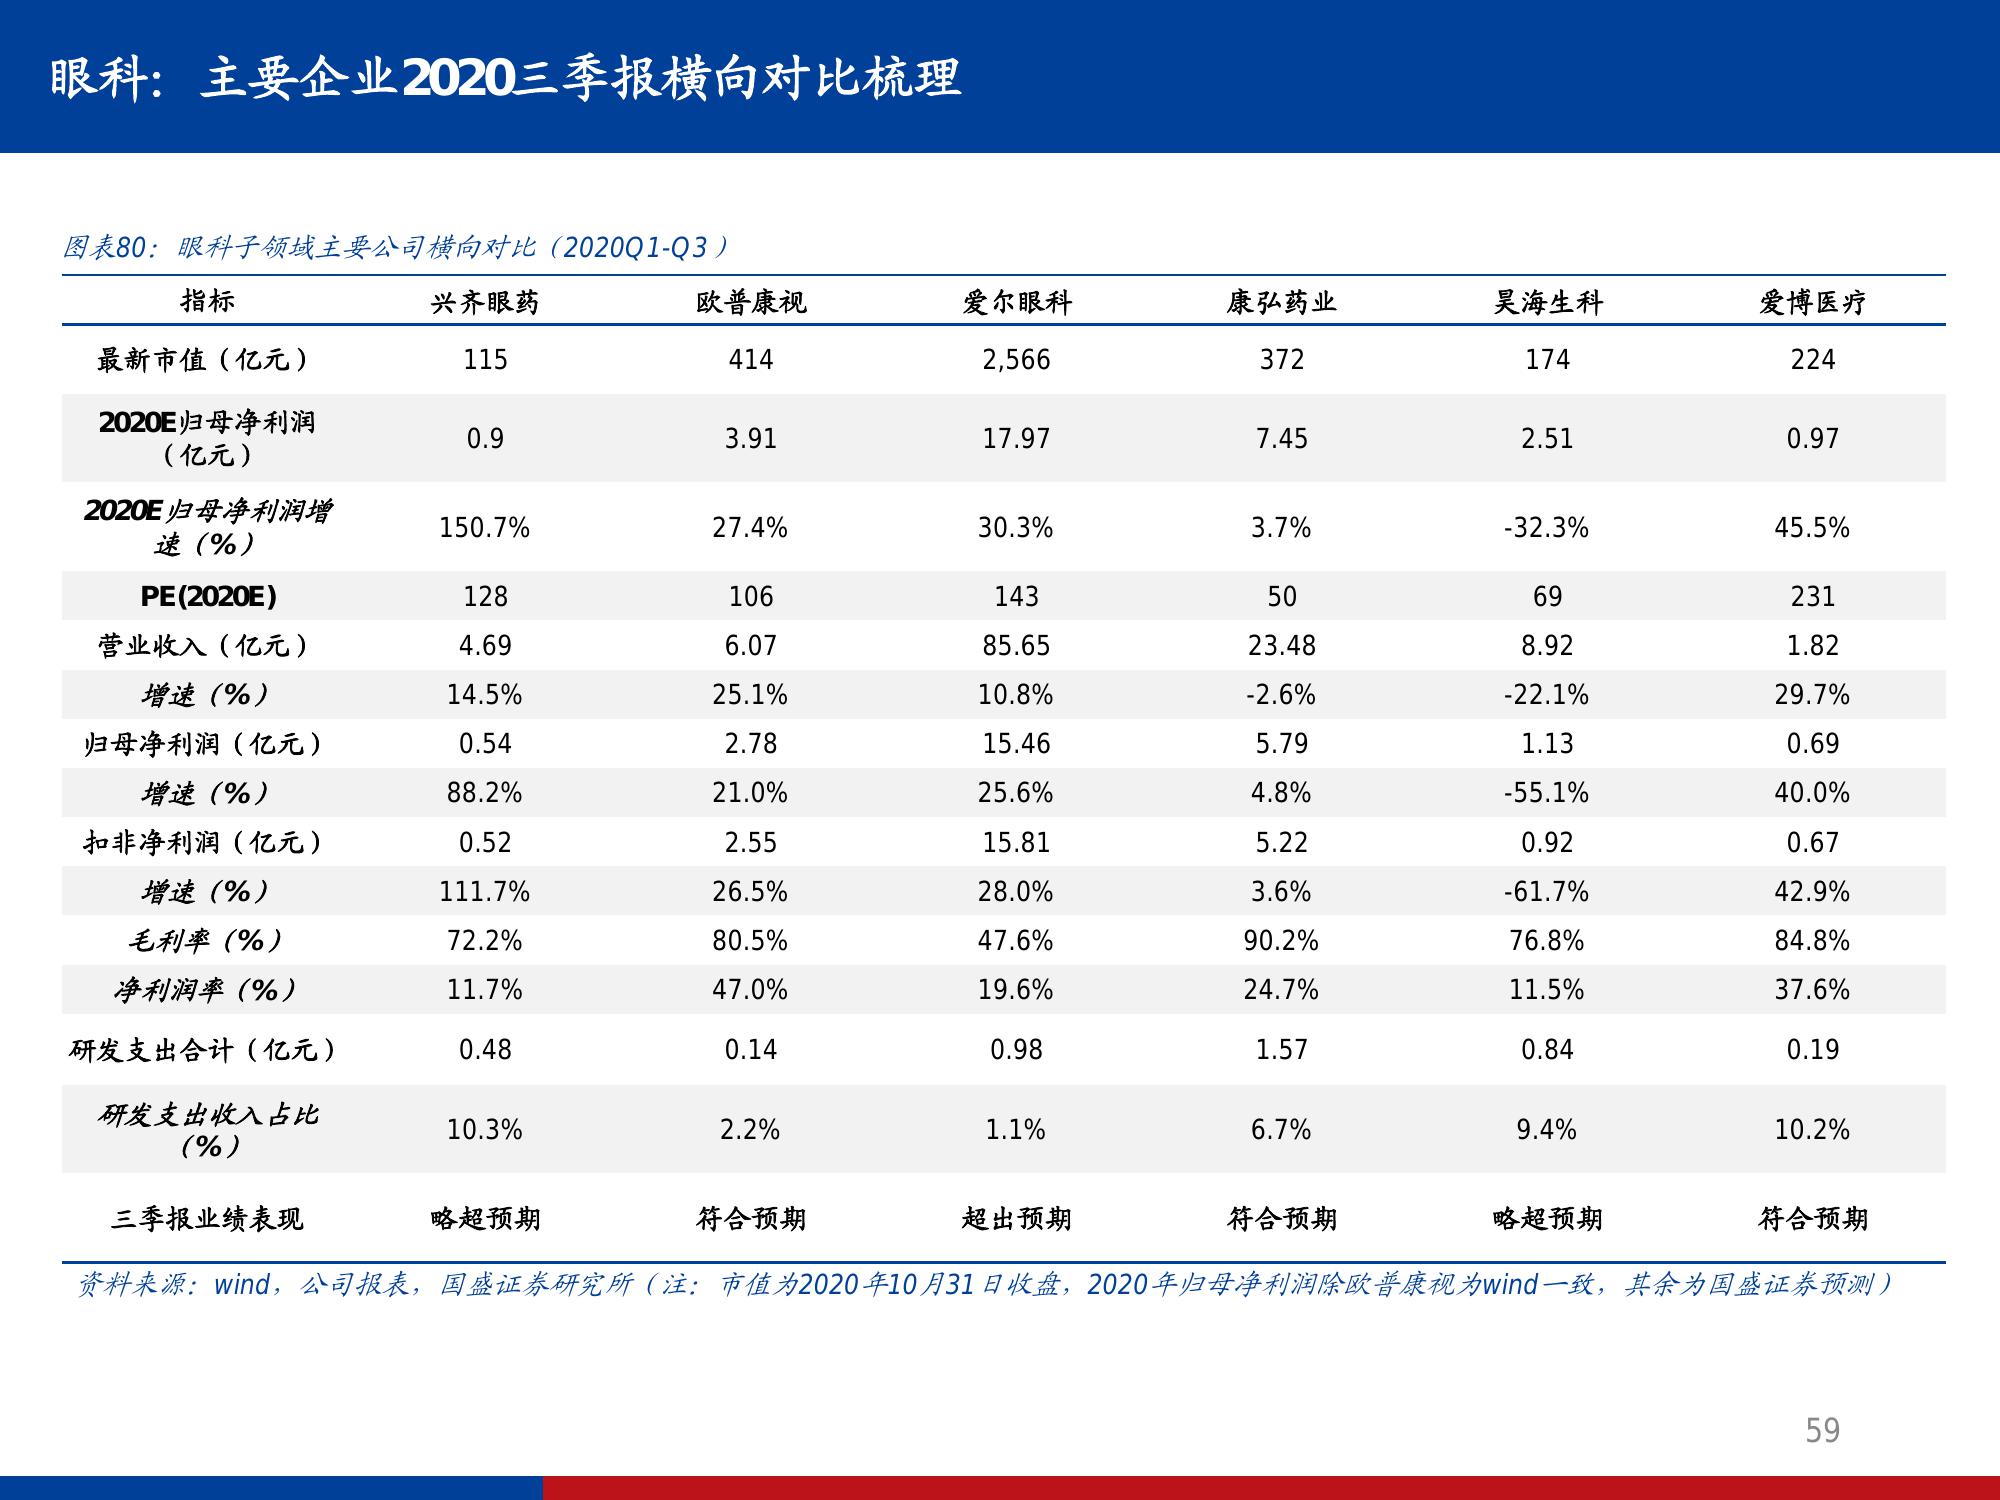 眼科：主要企业2020三季报横向对比梳理
图表80：眼科子领域主要公司横向对比（2020Q1-Q3）
指标 兴齐眼药 欧普康视 爱尔眼科 康弘药业 昊海生科 爱博医疗
最新市值（亿元） 115 414 2,566 372 174 224
2020E归母净利润
（亿元） 0.9 3.91 17.97 7.45 2.51 0.97
2020E归母净利润增
速（%） 150.7% 27.4% 30.3% 3.7% -32.3% 45.5%
PE(2020E) 128 106 143 50 69 231
营业收入（亿元） 4.69 6.07 85.65 23.48 8.92 1.82
增速（%） 14.5% 25.1% 10.8% -2.6% -22.1% 29.7%
归母净利润（亿元） 0.54 2.78 15.46 5.79 1.13 0.69
增速（%） 88.2% 21.0% 25.6% 4.8% -55.1% 40.0%
扣非净利润（亿元） 0.52 2.55 15.81 5.22 0.92 0.67
增速（%） 111.7% 26.5% 28.0% 3.6% -61.7% 42.9%
毛利率（%） 72.2% 80.5% 47.6% 90.2% 76.8% 84.8%
净利润率（%） 11.7% 47.0% 19.6% 24.7% 11.5% 37.6%
研发支出合计（亿元） 0.48 0.14 0.98 1.57 0.84 0.19
研发支出收入占比
（%） 10.3% 2.2% 1.1% 6.7% 9.4% 10.2%
三季报业绩表现 略超预期 符合预期 超出预期 符合预期 略超预期 符合预期
资料来源：wind，公司报表，国盛证券研究所（注：市值为2020年10月31日收盘，2020年归母净利润除欧普康视为wind一致，其余为国盛证券预测）
59